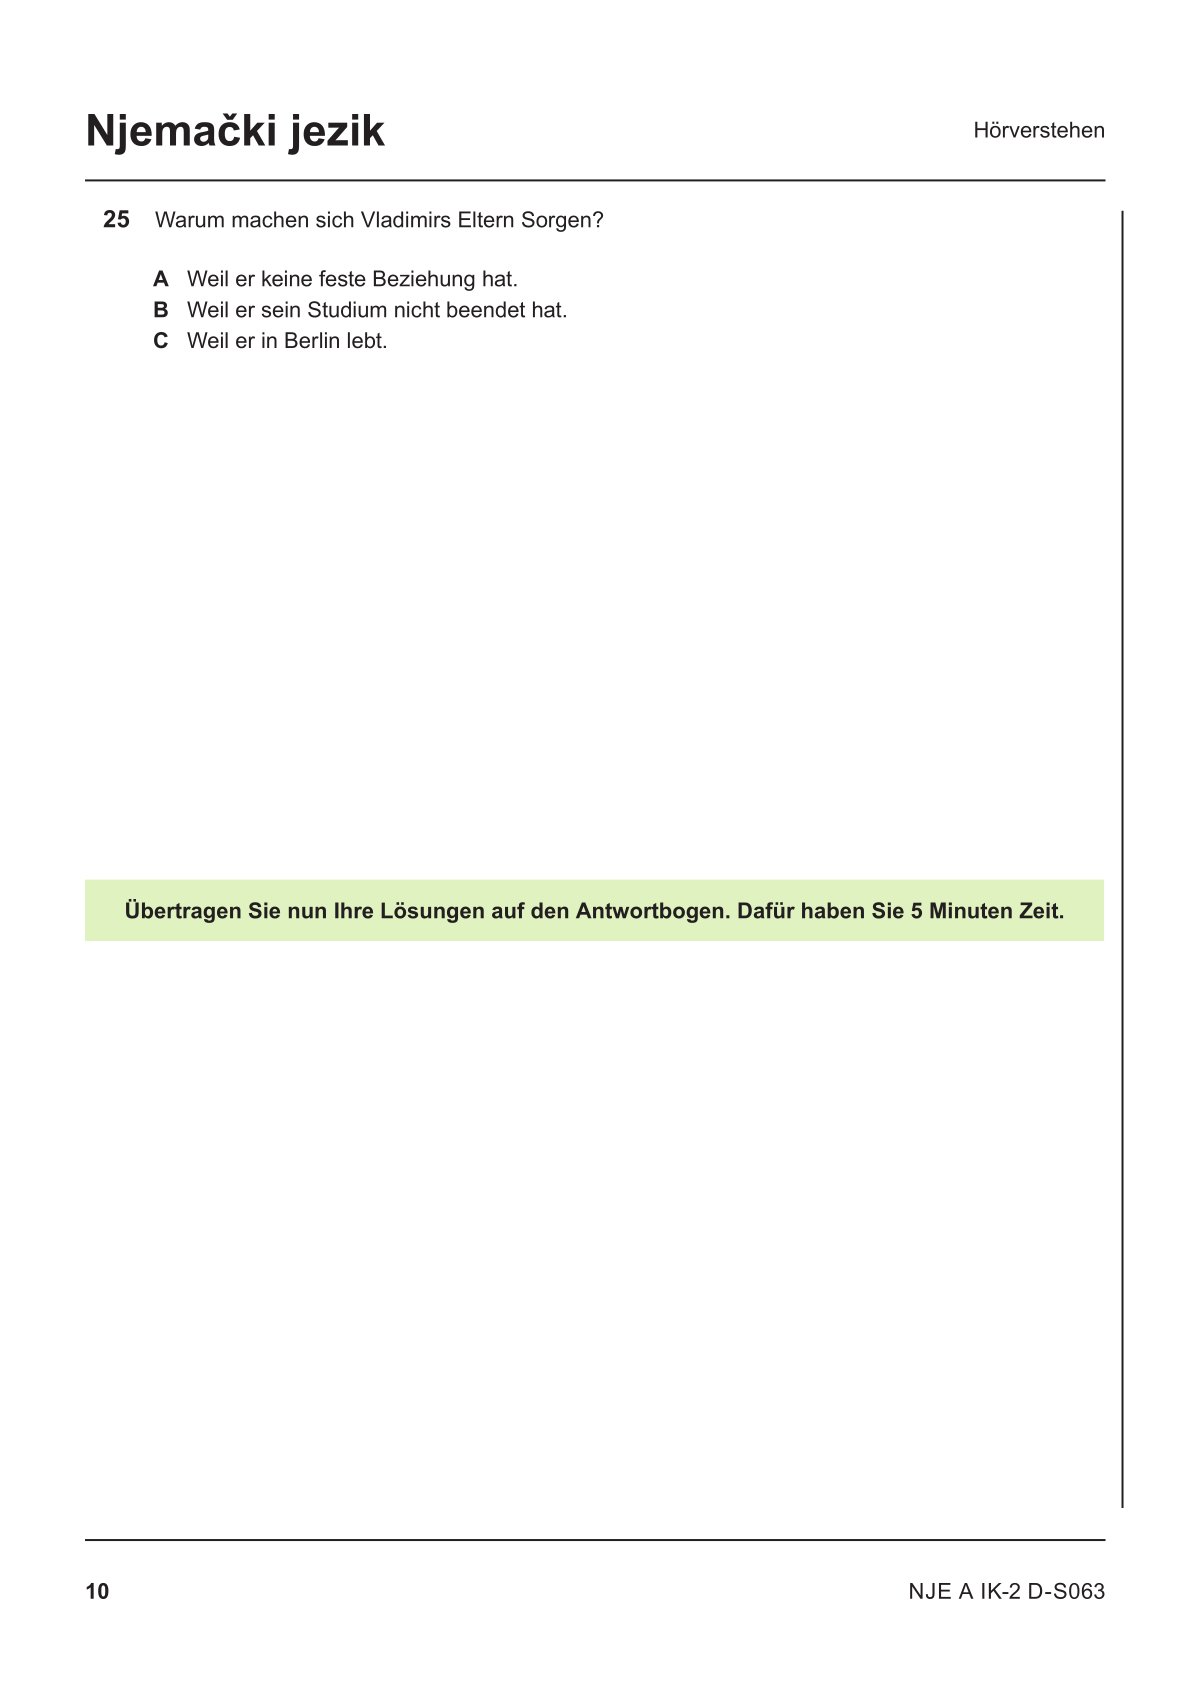 Njemački jezik
Hörverstehen
25 Warum machen sich Vladimirs Eltern Sorgen?
A Weil er keine feste Beziehung hat.
B Weil er sein Studium nicht beendet hat.
C Weil er in Berlin lebt.
Übertragen Sie nun Ihre Lösungen auf den Antwortbogen. Dafür haben Sie 5 Minuten Zeit.
10
NJE A IK-2 D-S063